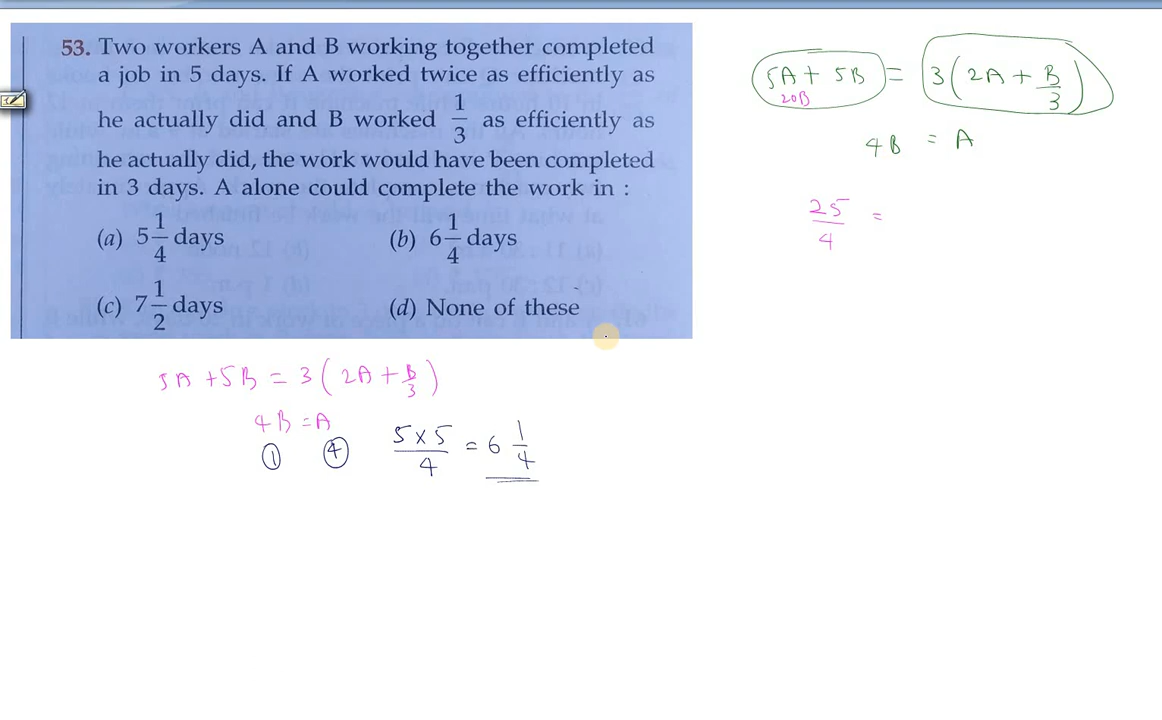 53. Two workers A and B working together completed
a job in 5 days. If A worked twice as efficiently as
he actually did and B worked 1/3 as efficiently as
he actually did, the work would have been completed
in 3 days. A alone could complete the work in :
(a) 5 1/4 days (b) 6 1/4 days
(c) 7 1/2 days (d) None of these
5A + 5B = 3 ( 2A + B/3 )
20B
4B = A
25/4 =
5A + 5B = 3 ( 2A + B/3 )
4B = A
1 4
5 × 5 / 4 = 6 1/4